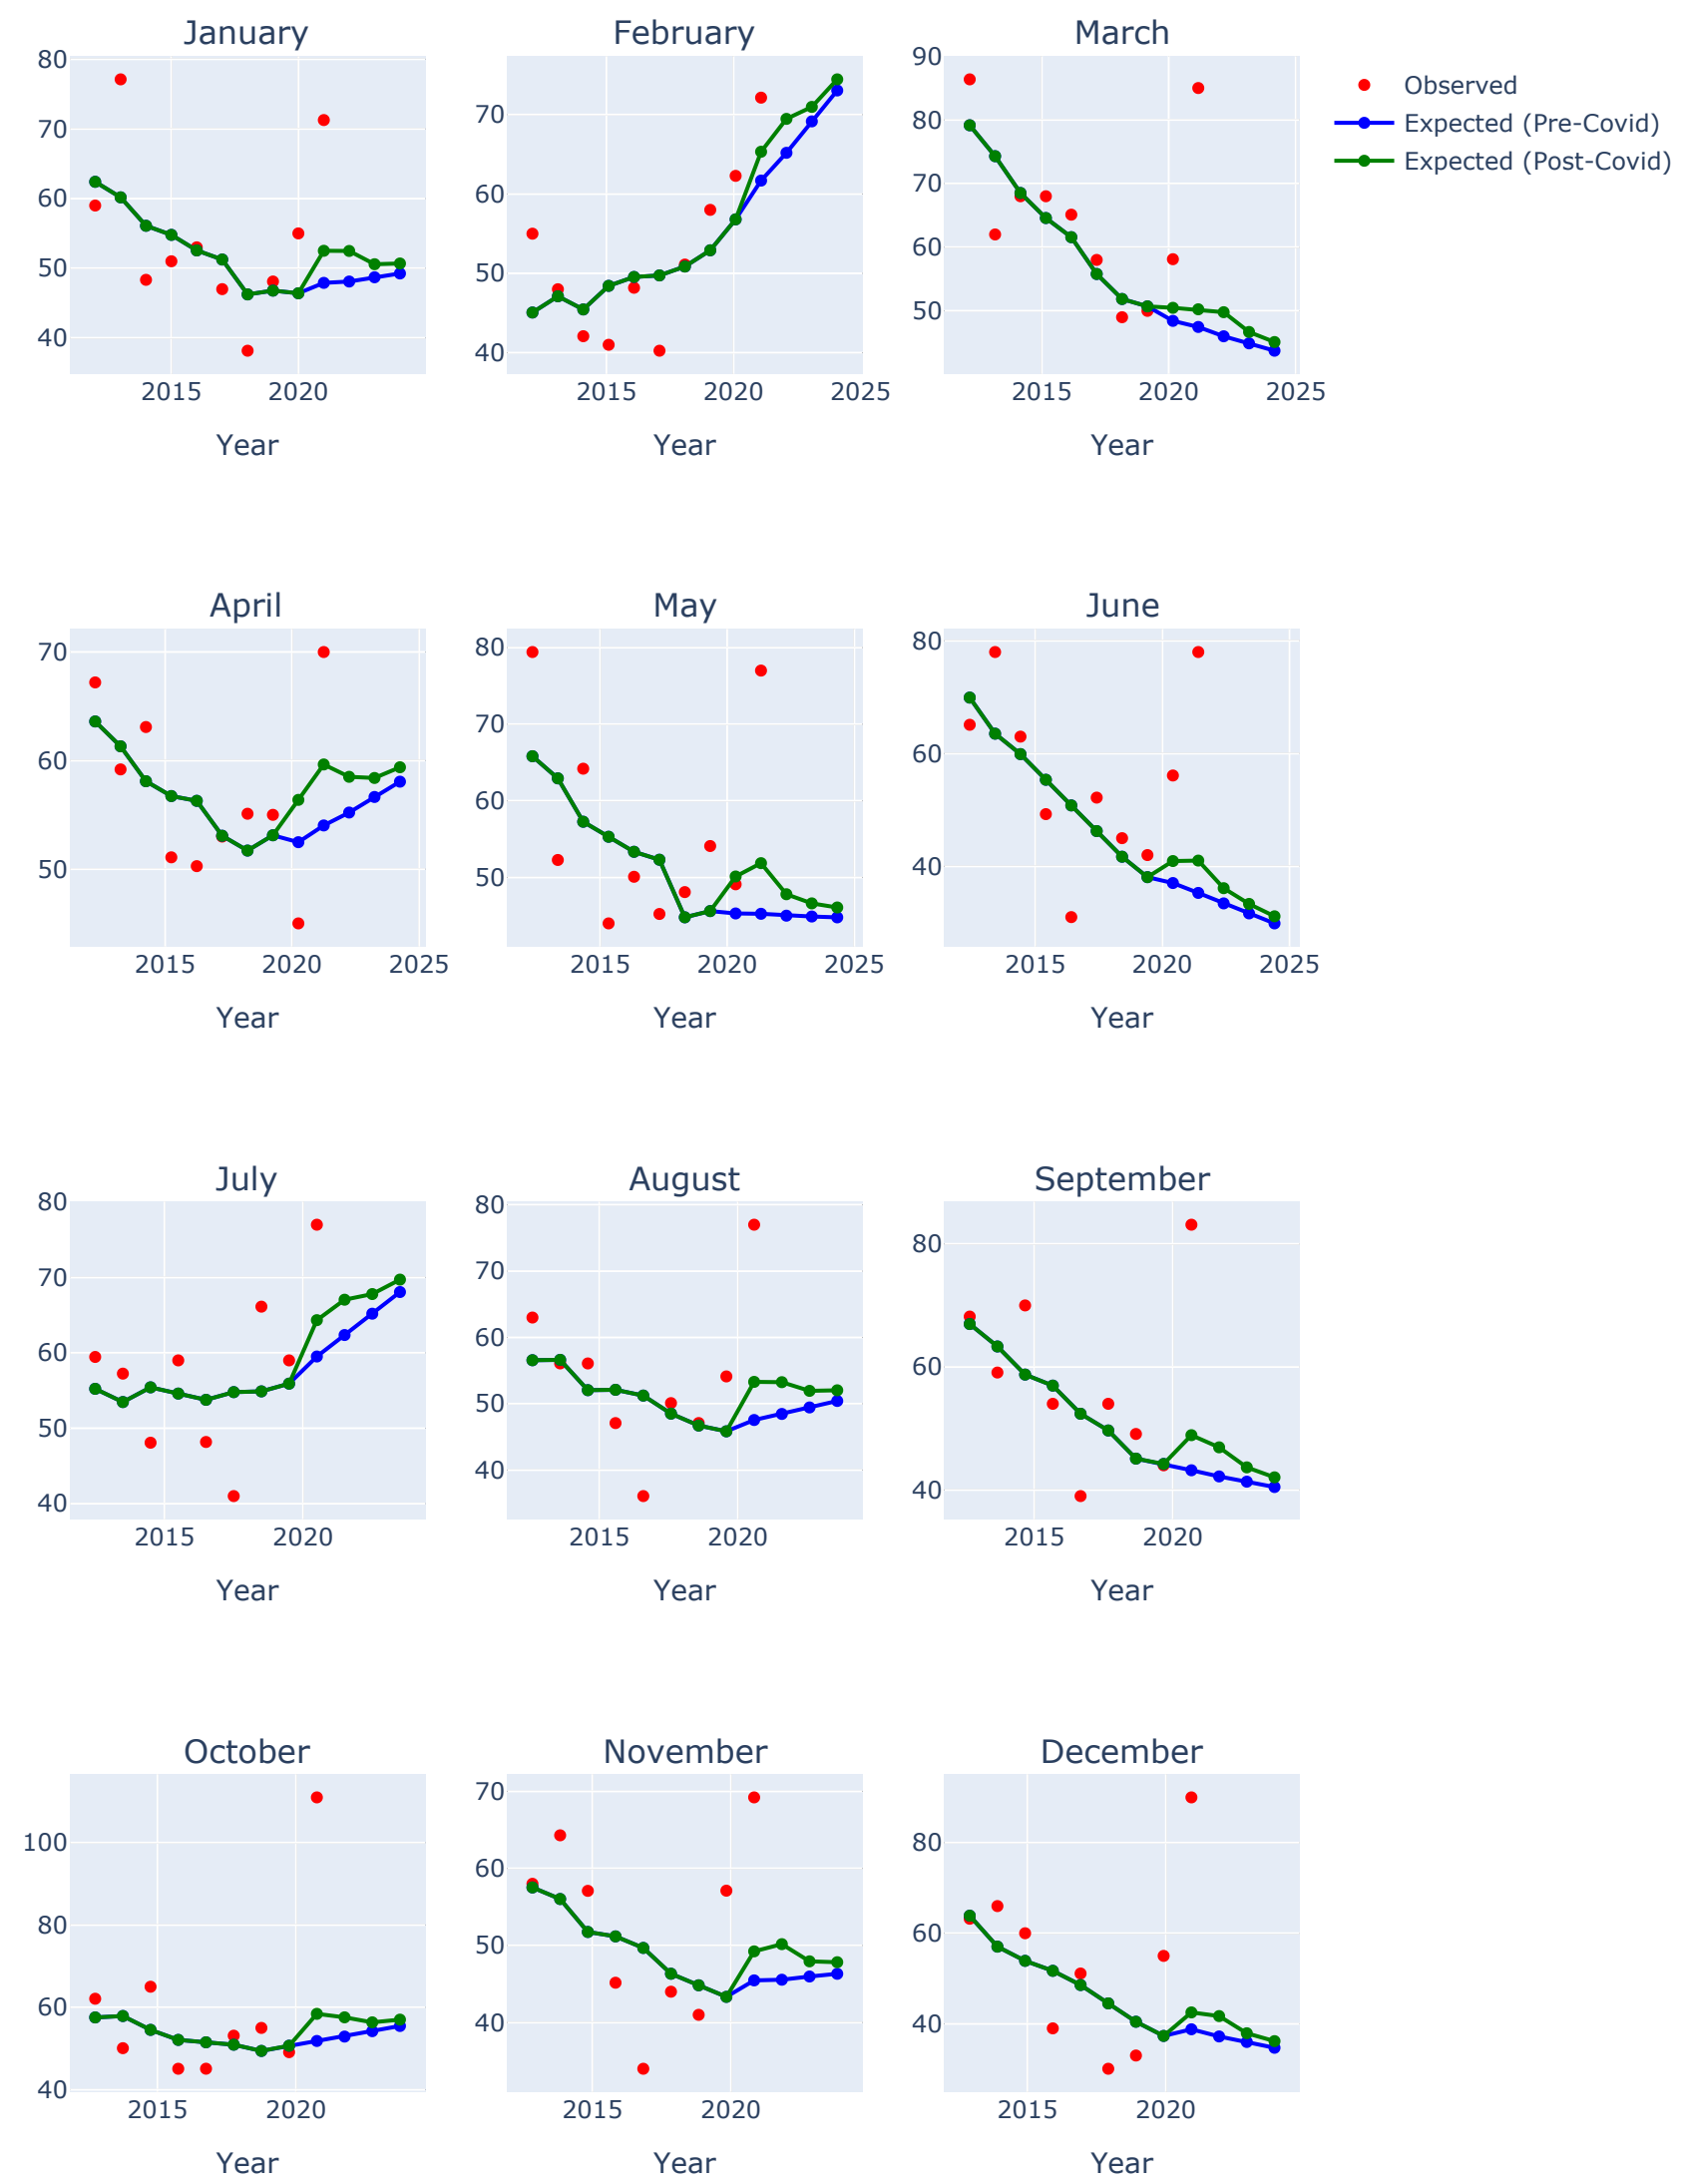 January
February
March
Observed
Expected (Pre-Covid)
Expected (Post-Covid)
80
70
60
50
40
2015
2020
Year
70
60
50
40
2015
2020
2025
Year
90
80
70
60
50
2015
2020
2025
Year
April
May
June
70
60
50
2015
2020
2025
Year
80
70
60
50
2015
2020
2025
Year
80
60
40
2015
2020
2025
Year
July
August
September
80
70
60
50
40
2015
2020
Year
80
70
60
50
40
2015
2020
Year
80
60
40
2015
2020
Year
October
November
December
100
80
60
40
2015
2020
Year
70
60
50
40
2015
2020
Year
80
60
40
2015
2020
Year